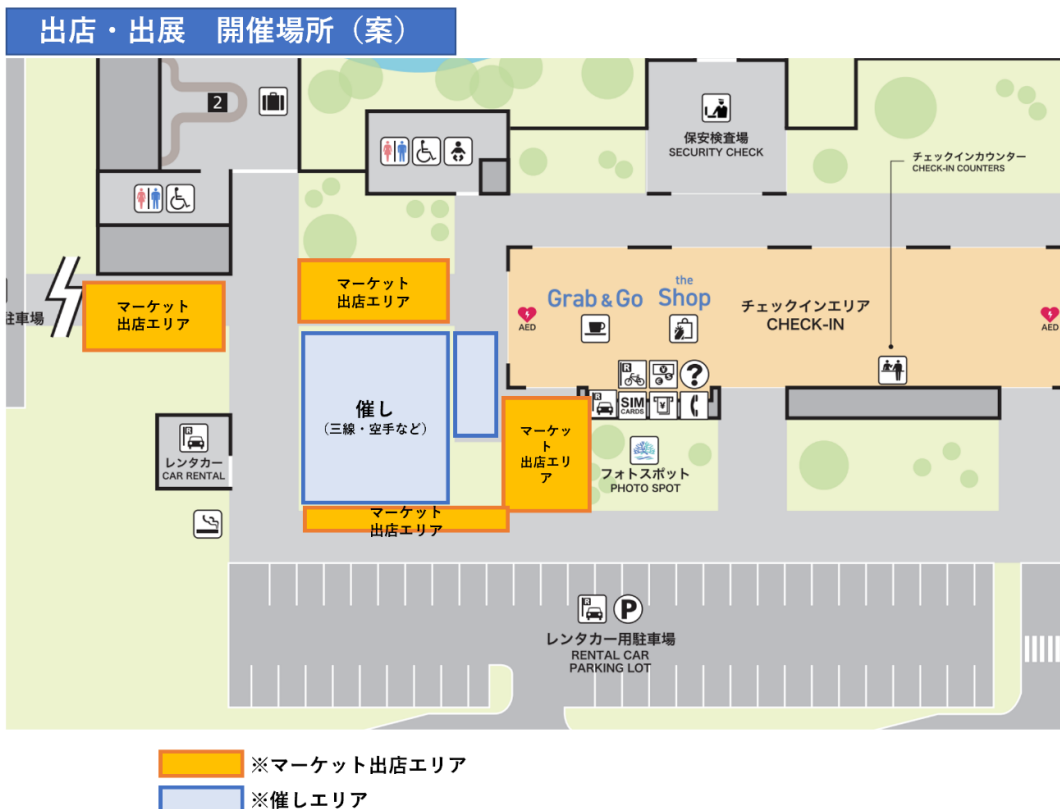 出店・出展　開催場所（案）
2
保安検査場
SECURITY CHECK
チェックインカウンター
CHECK-IN COUNTERS
マーケット
出店エリア
マーケット
出店エリア
駐車場
Grab & Go
the
Shop
チェックインエリア
CHECK-IN
AED
AED
催し
（三線・空手など）
マーケッ
ト
出店エリ
ア
R
?
R
SIM
CARDS
¥
R
レンタカー
CAR RENTAL
フォトスポット
PHOTO SPOT
マーケット
出店エリア
R
P
レンタカー用駐車場
RENTAL CAR
PARKING LOT
※マーケット出店エリア
※催しエリア